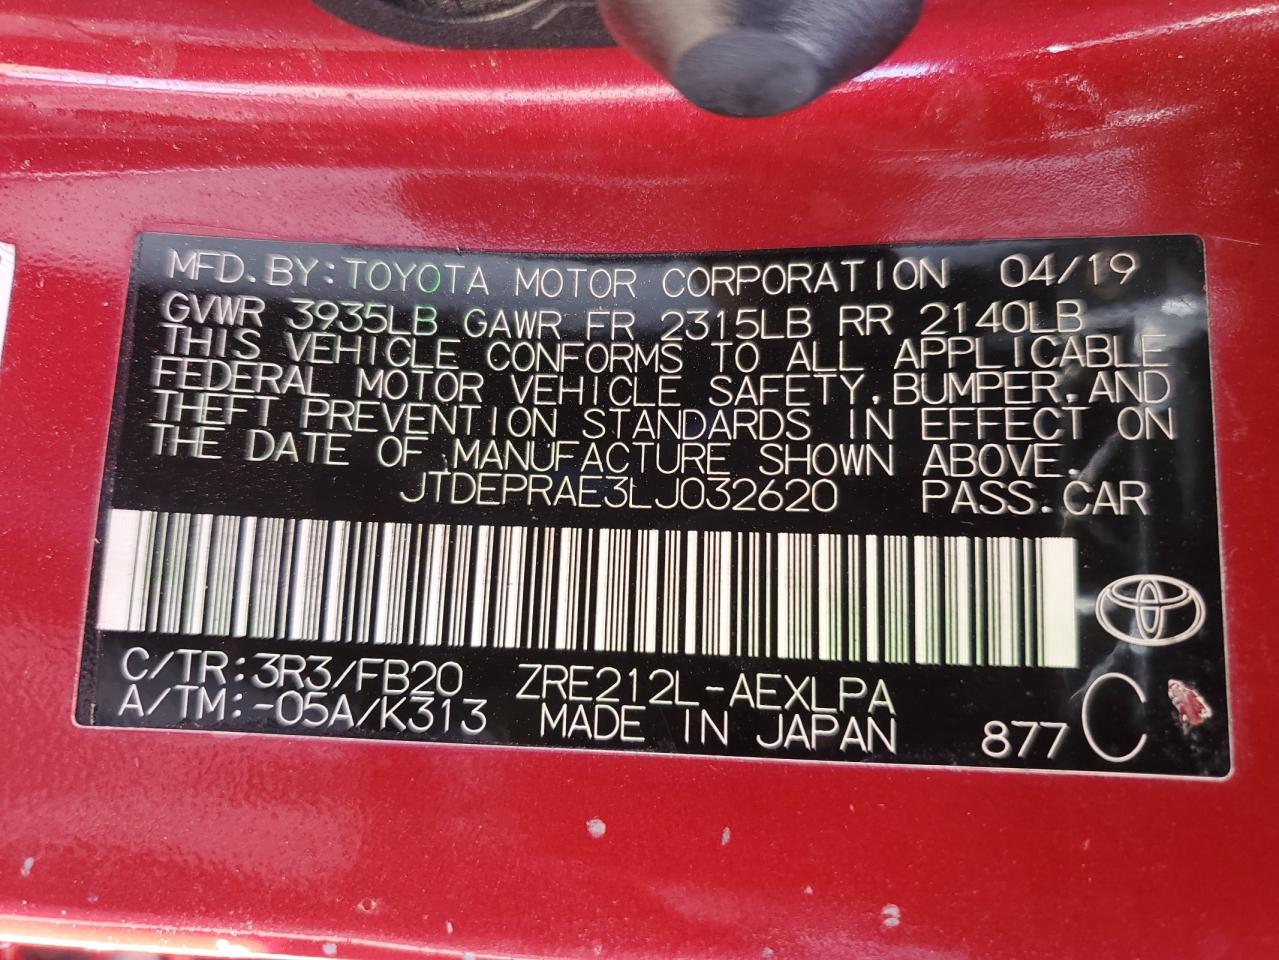 MFD.BY:TOYOTA MOTOR CORPORATION 04/19
GVWR 3935LB GAWR FR 2315LB RR 2140LB
THIS VEHICLE CONFORMS TO ALL APPLICABLE
FEDERAL MOTOR VEHICLE SAFETY,BUMPER,AND
THEFT PREVENTION STANDARDS IN EFFECT ON
THE DATE OF MANUFACTURE SHOWN ABOVE.
JTDEPRAE3LJ032620 PASS.CAR
C/TR:3R3/FB20 ZRE212L-AEXLPA
A/TM:-05A/K313 MADE IN JAPAN 877 C